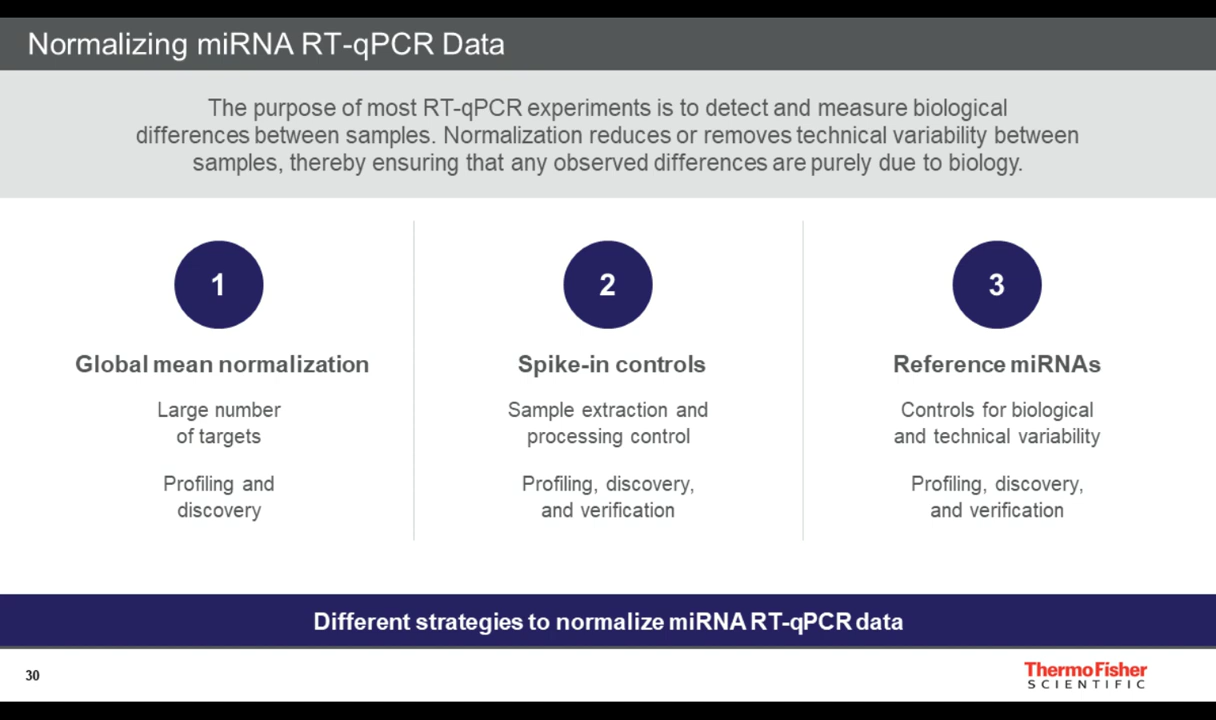 Normalizing miRNA RT-qPCR Data
The purpose of most RT-qPCR experiments is to detect and measure biological
differences between samples. Normalization reduces or removes technical variability between
samples, thereby ensuring that any observed differences are purely due to biology.
1
Global mean normalization
Large number
of targets
Profiling and
discovery
2
Spike-in controls
Sample extraction and
processing control
Profiling, discovery,
and verification
3
Reference miRNAs
Controls for biological
and technical variability
Profiling, discovery,
and verification
Different strategies to normalize miRNA RT-qPCR data
30
ThermoFisher
SCIENTIFIC